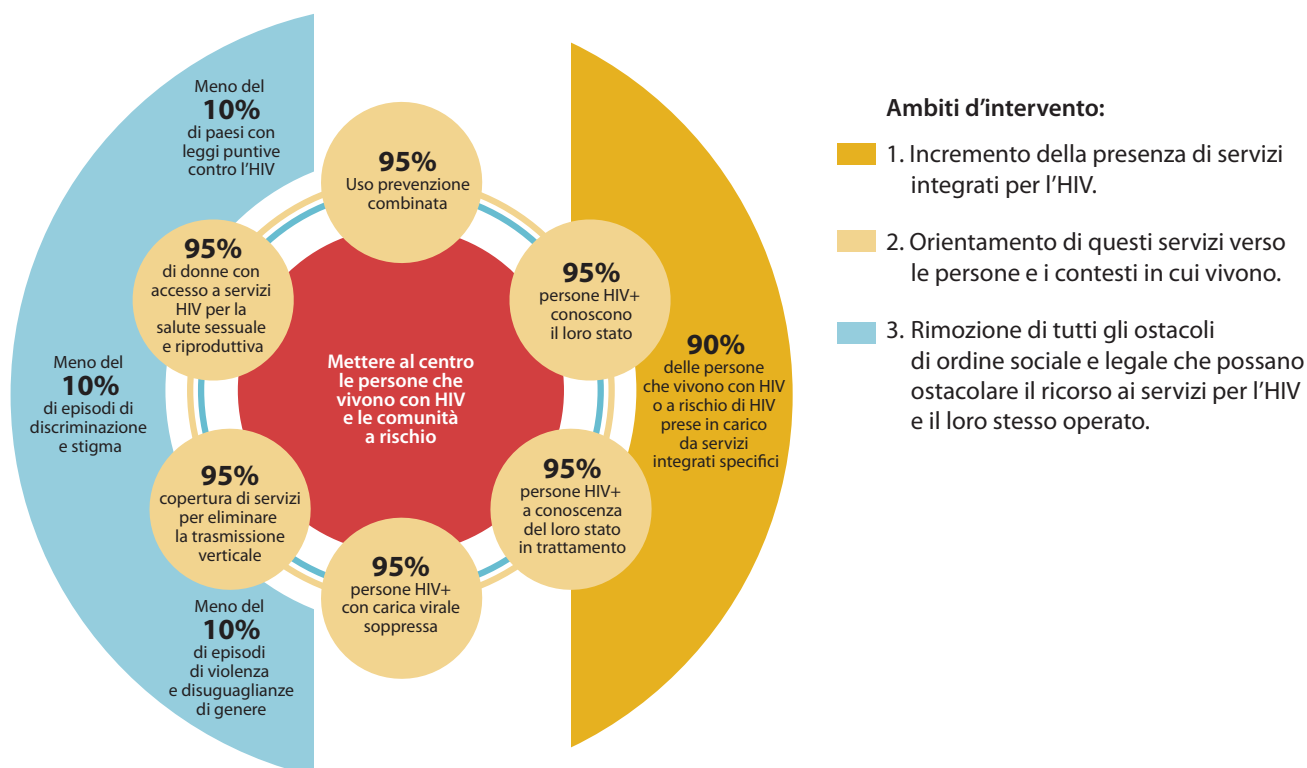 Meno del
10%
di paesi con
leggi puntive
contro l'HIV
Meno del
10%
di episodi di
discriminazione
e stigma
Meno del
10%
di episodi
di violenza
e disuguaglianze
di genere
95%
Uso prevenzione
combinata
95%
di donne con
accesso a servizi
HIV per la
salute sessuale
e riproduttiva
95%
persone HIV+
conoscono
il loro stato
Mettere al centro
le persone che
vivono con HIV
e le comunità
a rischio
95%
copertura di servizi
per eliminare
la trasmissione
verticale
95%
persone HIV+
a conoscenza
del loro stato
in trattamento
95%
persone HIV+
con carica virale
soppressa
90%
delle persone
che vivono con HIV
o a rischio di HIV
prese in carico
da servizi
integrati specifici
Ambiti d'intervento:
1. Incremento della presenza di servizi
integrati per l'HIV.
2. Orientamento di questi servizi verso
le persone e i contesti in cui vivono.
3. Rimozione di tutti gli ostacoli
di ordine sociale e legale che possano
ostacolare il ricorso ai servizi per l'HIV
e il loro stesso operato.